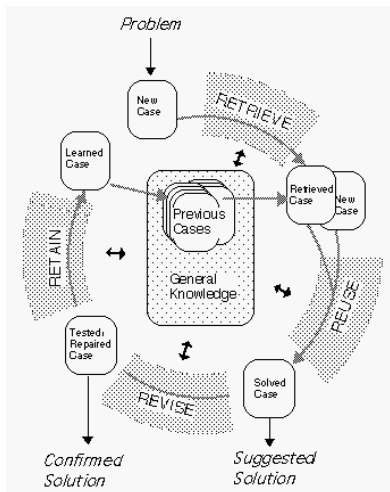 Problem
New
Case
RETRIEVE
Learned
Case
Retrieved
Case
New
Case
Previous
Cases
General
Knowledge
RETAIN
REUSE
Tested/
Repaired
Case
REVISE
Solved
Case
Confirmed
Solution
Suggested
Solution